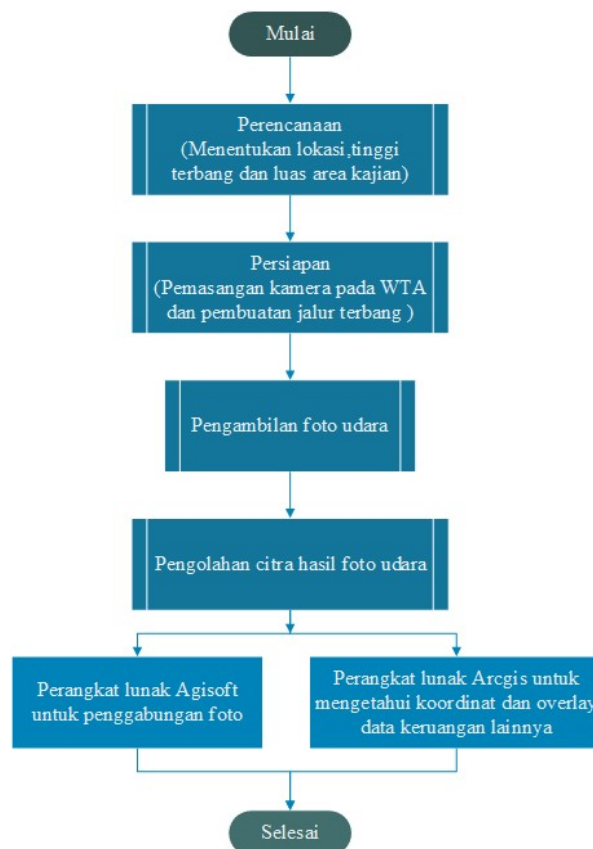 Mulai
Perencanaan
(Menentukan lokasi,tinggi
terbang dan luas area kajian)
Persiapan
(Pemasangan kamera pada WTA
dan pembuatan jalur terbang )
Pengambilan foto udara
Pengolahan citra hasil foto udara
Perangkat lunak Agisoft
untuk penggabungan foto
Perangkat lunak Arcgis untuk
mengetahui koordinat dan overlay
data keruangan lainnya
Selesai